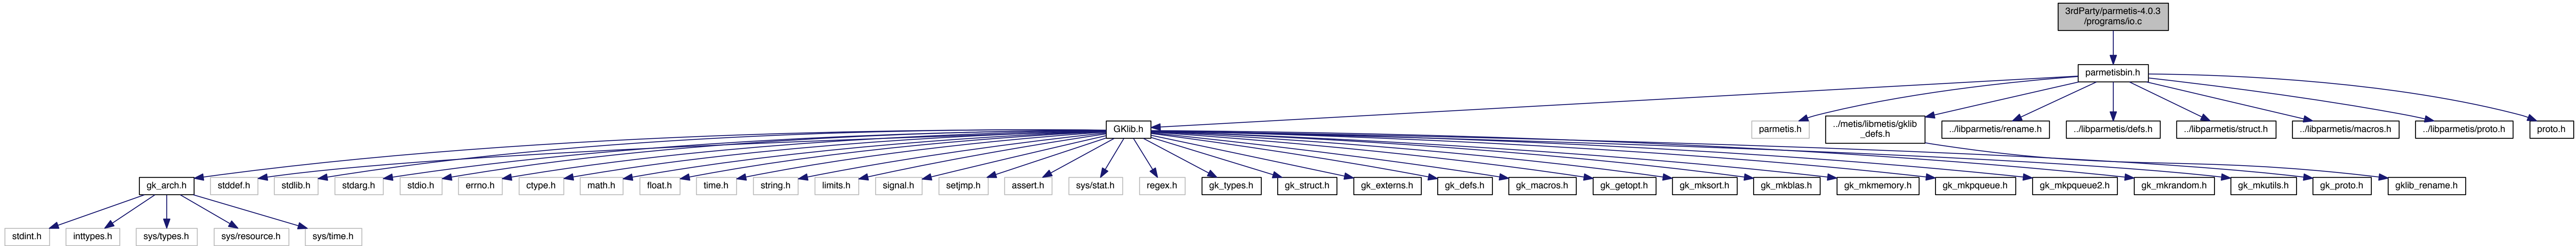 3rdParty/parmetis-4.0.3
/programs/io.c
parmetisbin.h
GKlib.h
parmetis.h
../metis/libmetis/gklib
_defs.h
../libparmetis/rename.h
../libparmetis/defs.h
../libparmetis/struct.h
../libparmetis/macros.h
../libparmetis/proto.h
proto.h
gk_arch.h
stddef.h
stdlib.h
stdarg.h
stdio.h
errno.h
ctype.h
math.h
float.h
time.h
string.h
limits.h
signal.h
setjmp.h
assert.h
sys/stat.h
regex.h
gk_types.h
gk_struct.h
gk_externs.h
gk_defs.h
gk_macros.h
gk_getopt.h
gk_mksort.h
gk_mkblas.h
gk_mkmemory.h
gk_mkpqueue.h
gk_mkpqueue2.h
gk_mkrandom.h
gk_mkutils.h
gk_proto.h
gklib_rename.h
stdint.h
inttypes.h
sys/types.h
sys/resource.h
sys/time.h